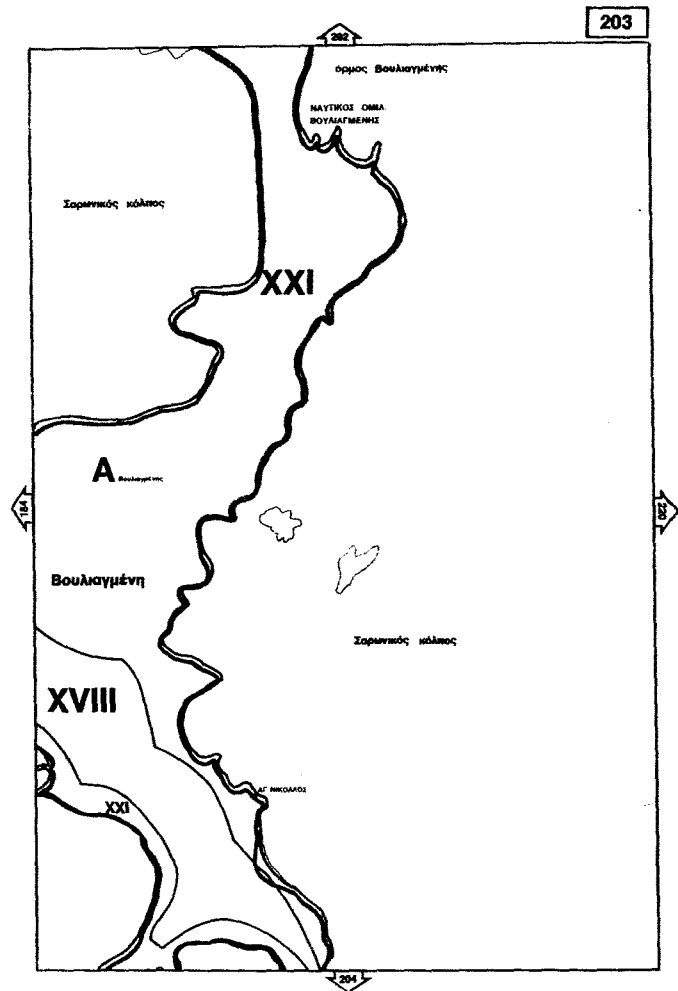 203
202
όρμος Βουλιαγμένης
ΝΑΥΤΙΚΟΣ ΟΜΙΛ.
ΒΟΥΛΙΑΓΜΕΝΗΣ
Σαρωνικός κόλπος
XXI
A Βουλιαγμένης
184
220
Βουλιαγμένη
Σαρωνικός κόλπος
XVIII
ΑΓ ΝΙΚΟΛΑΟΣ
XXI
204